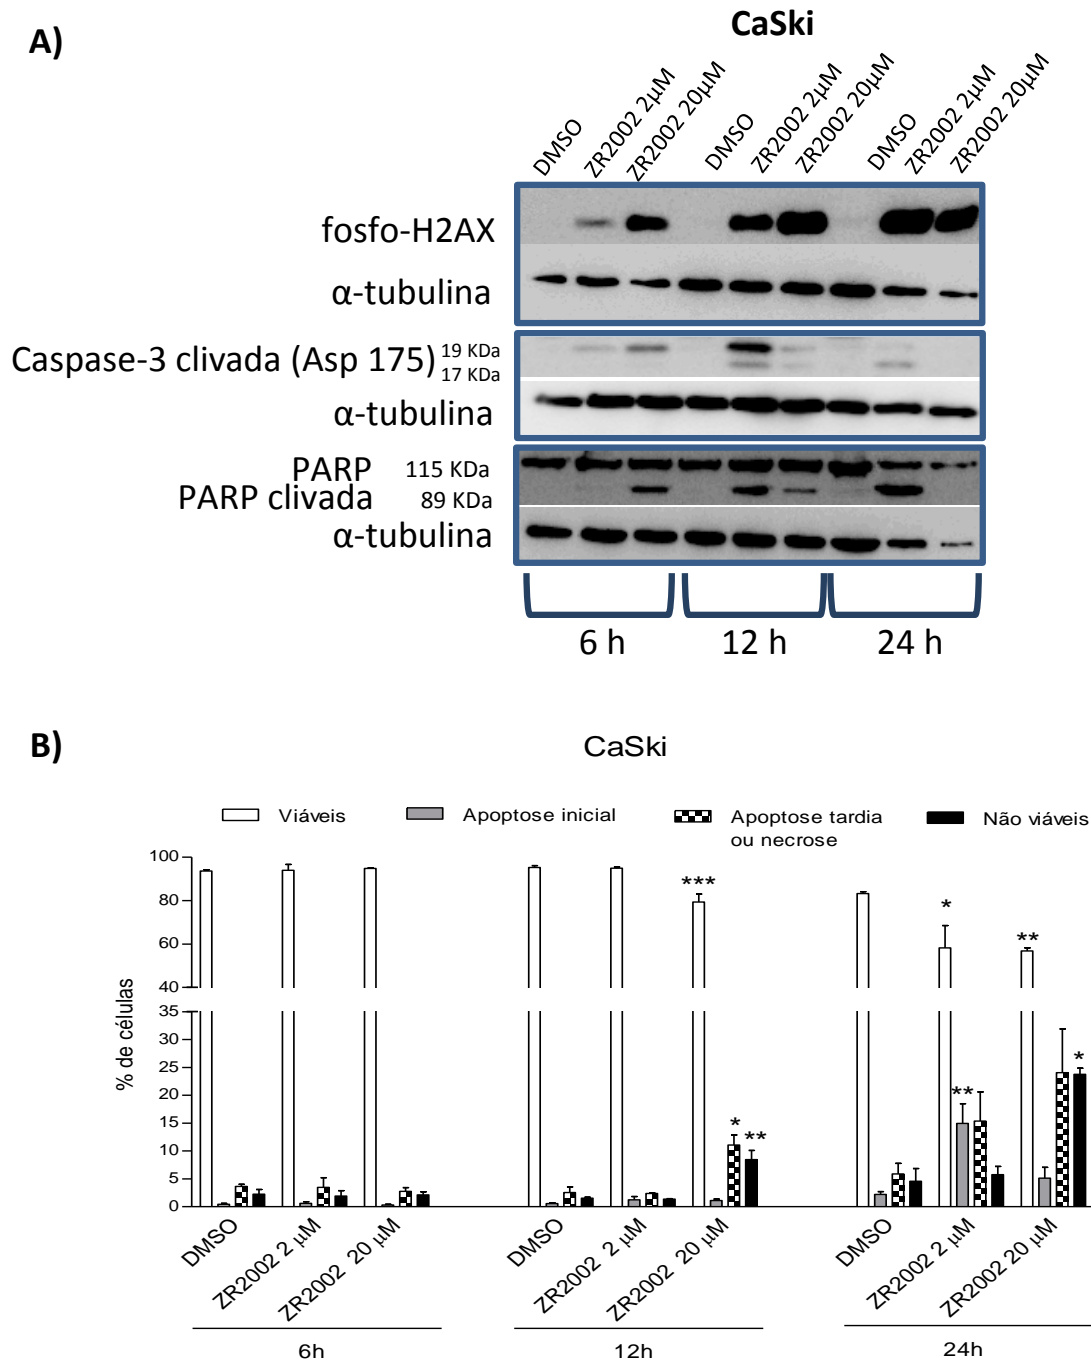 A)
CaSki
DMSO
ZR2002 2µM
ZR2002 20µM
DMSO
ZR2002 2µM
ZR2002 20µM
DMSO
ZR2002 2µM
ZR2002 20µM
fosfo-H2AX
α-tubulina
Caspase-3 clivada (Asp 175) 19 KDa
17 KDa
α-tubulina
PARP 115 KDa
PARP clivada 89 KDa
α-tubulina
6 h 12 h 24 h
B)
CaSki
Viáveis Apoptose inicial Apoptose tardia ou necrose Não viáveis
% de células
100
80
60
40
35
30
25
20
15
10
5
0
***
*
**
*
**
**
*
DMSO
ZR2002 2 µM
ZR2002 20 µM
DMSO
ZR2002 2 µM
ZR2002 20 µM
DMSO
ZR2002 2 µM
ZR2002 20 µM
6h 12h 24h